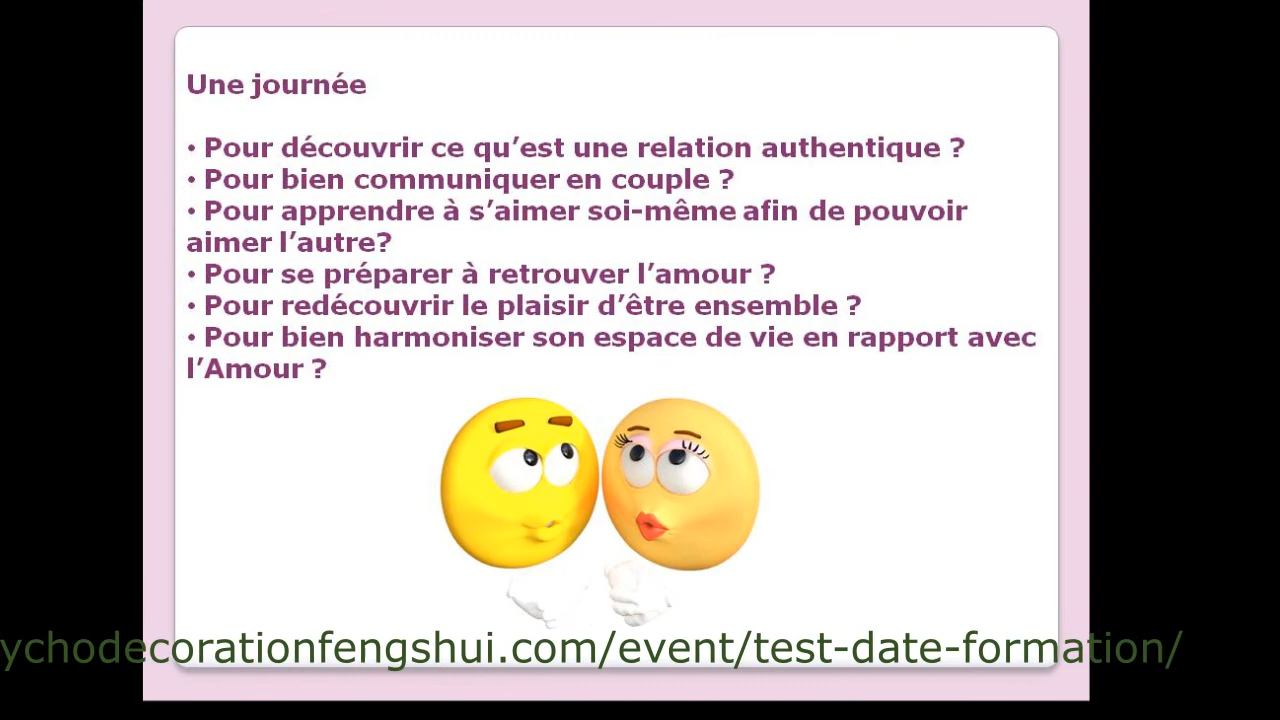 Une journée
• Pour découvrir ce qu’est une relation authentique ?
• Pour bien communiquer en couple ?
• Pour apprendre à s’aimer soi-même afin de pouvoir
aimer l’autre?
• Pour se préparer à retrouver l’amour ?
• Pour redécouvrir le plaisir d’être ensemble ?
• Pour bien harmoniser son espace de vie en rapport avec
l’Amour ?
ychodecorationfengshui.com/event/test-date-formation/